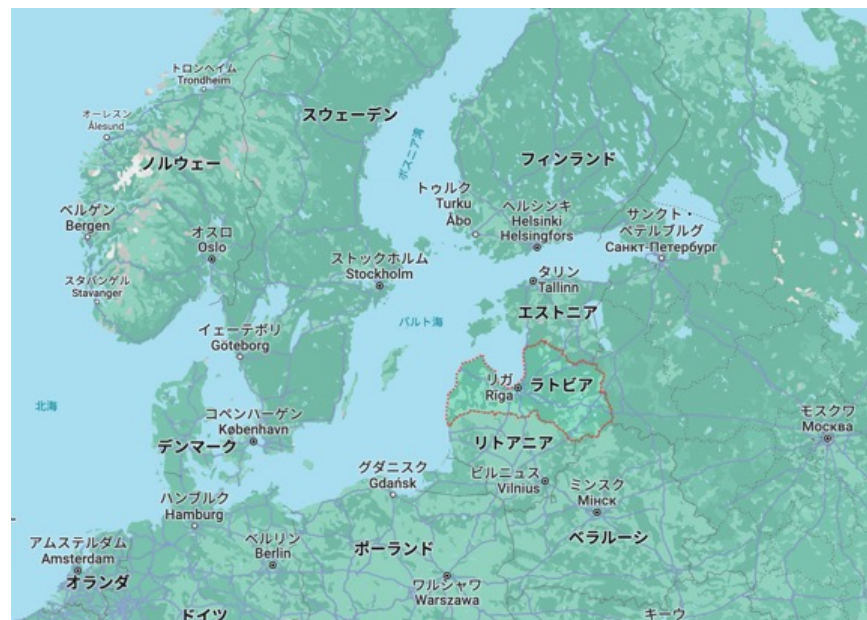 トロンヘイム
Trondheim
オーレスン
Ålesund
スウェーデン
ボスニア海
ノルウェー
フィンランド
トゥルク
Turku
Åbo
ヘルシンキ
Helsinki
Helsingfors
サンクト・
ペテルブルグ
Санкт-Петербург
ベルゲン
Bergen
オスロ
Oslo
ストックホルム
Stockholm
タリン
Tallinn
スタバンゲル
Stavanger
エストニア
バルト海
イェーテボリ
Göteborg
リガ
Rīga
ラトビア
北海
コペンハーゲン
København
デンマーク
リトアニア
モスクワ
Москва
グダニスク
Gdańsk
ビルニュス
Vilnius
ミンスク
Мінск
ハンブルク
Hamburg
アムステルダム
Amsterdam
オランダ
ベルリン
Berlin
ポーランド
ベラルーシ
ワルシャワ
Warszawa
ドイツ
キーウ